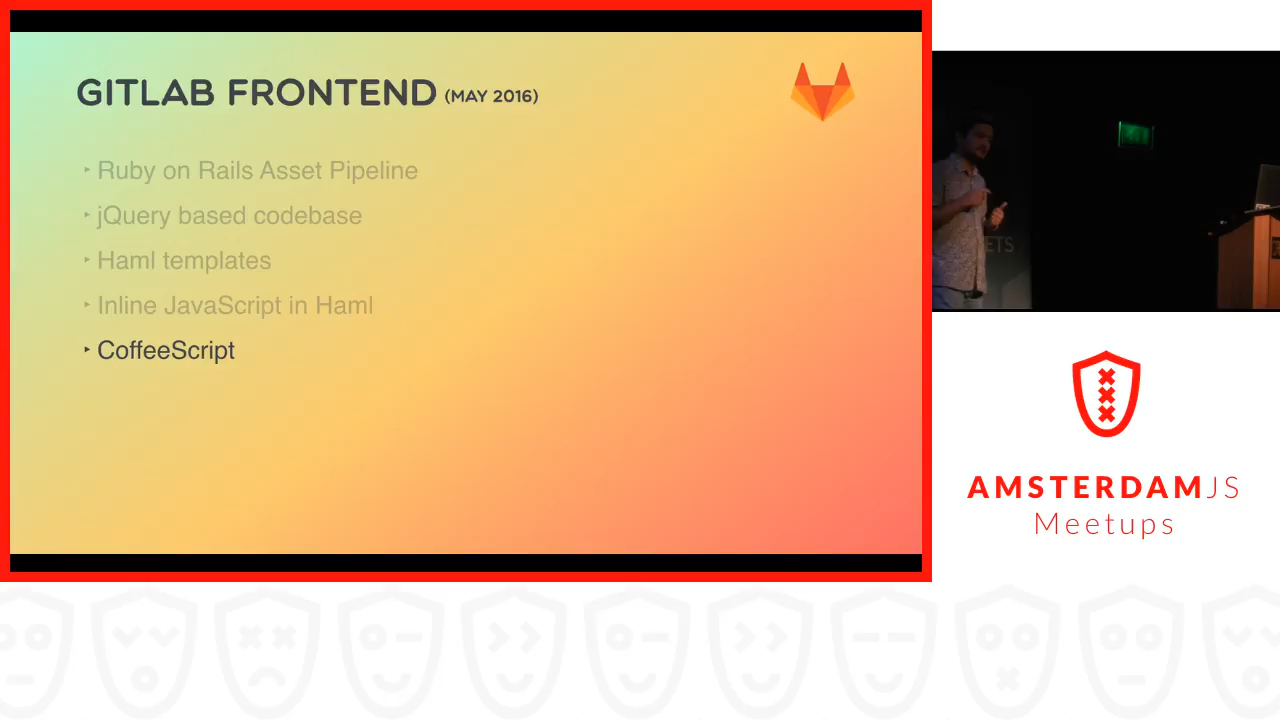 GITLAB FRONTEND (MAY 2016)
‣ Ruby on Rails Asset Pipeline
‣ jQuery based codebase
‣ Haml templates
‣ Inline JavaScript in Haml
‣ CoffeeScript
ETS
AMSTERDAMJS
Meetups